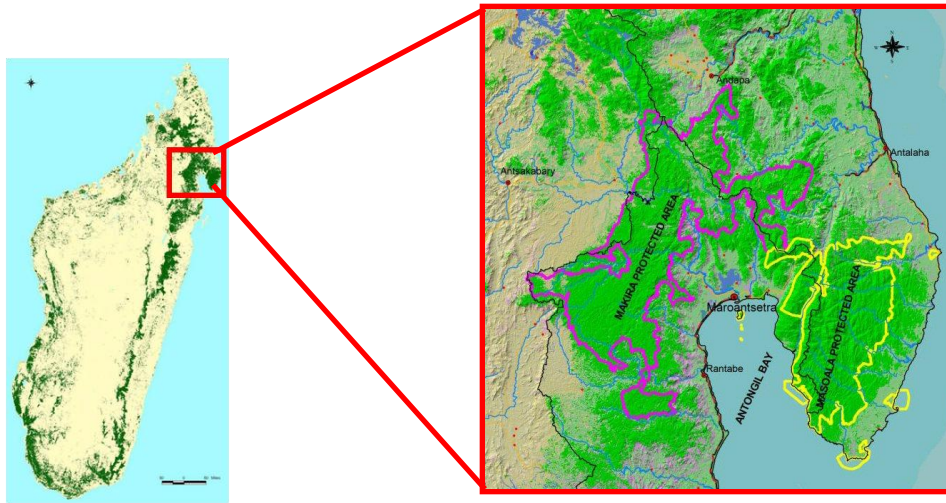 Andapa
Antalaha
Antsakabary
MAKIRA PROTECTED AREA
Maroantsetra
MASOALA PROTECTED AREA
Rantabe
ANTONGIL BAY